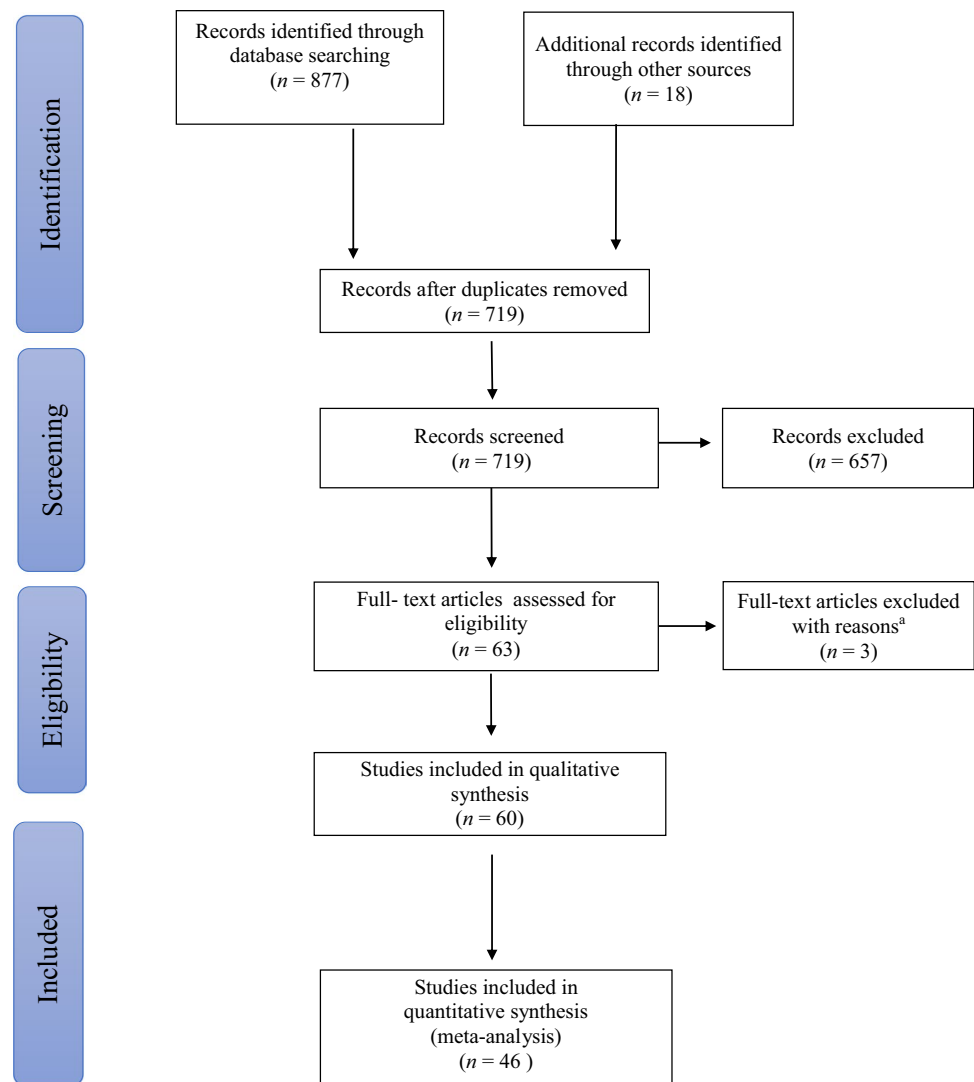 Identification
Records identified through
database searching
(n = 877)
Additional records identified
through other sources
(n = 18)
Records after duplicates removed
(n = 719)
Screening
Records screened
(n = 719)
Records excluded
(n = 657)
Eligibility
Full- text articles assessed for
eligibility
(n = 63)
Full-text articles excluded
with reasonsᵃ
(n = 3)
Studies included in qualitative
synthesis
(n = 60)
Included
Studies included in
quantitative synthesis
(meta-analysis)
(n = 46 )